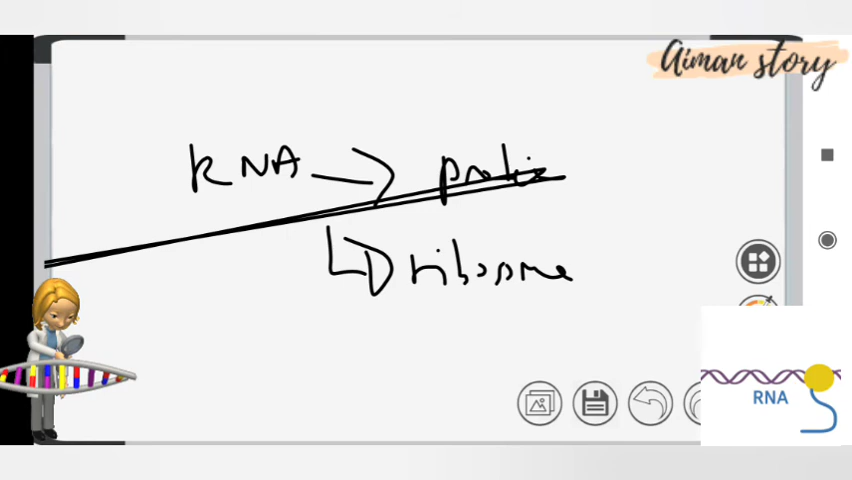 Aiman story
RNA → protein
↳ ribosome
RNA